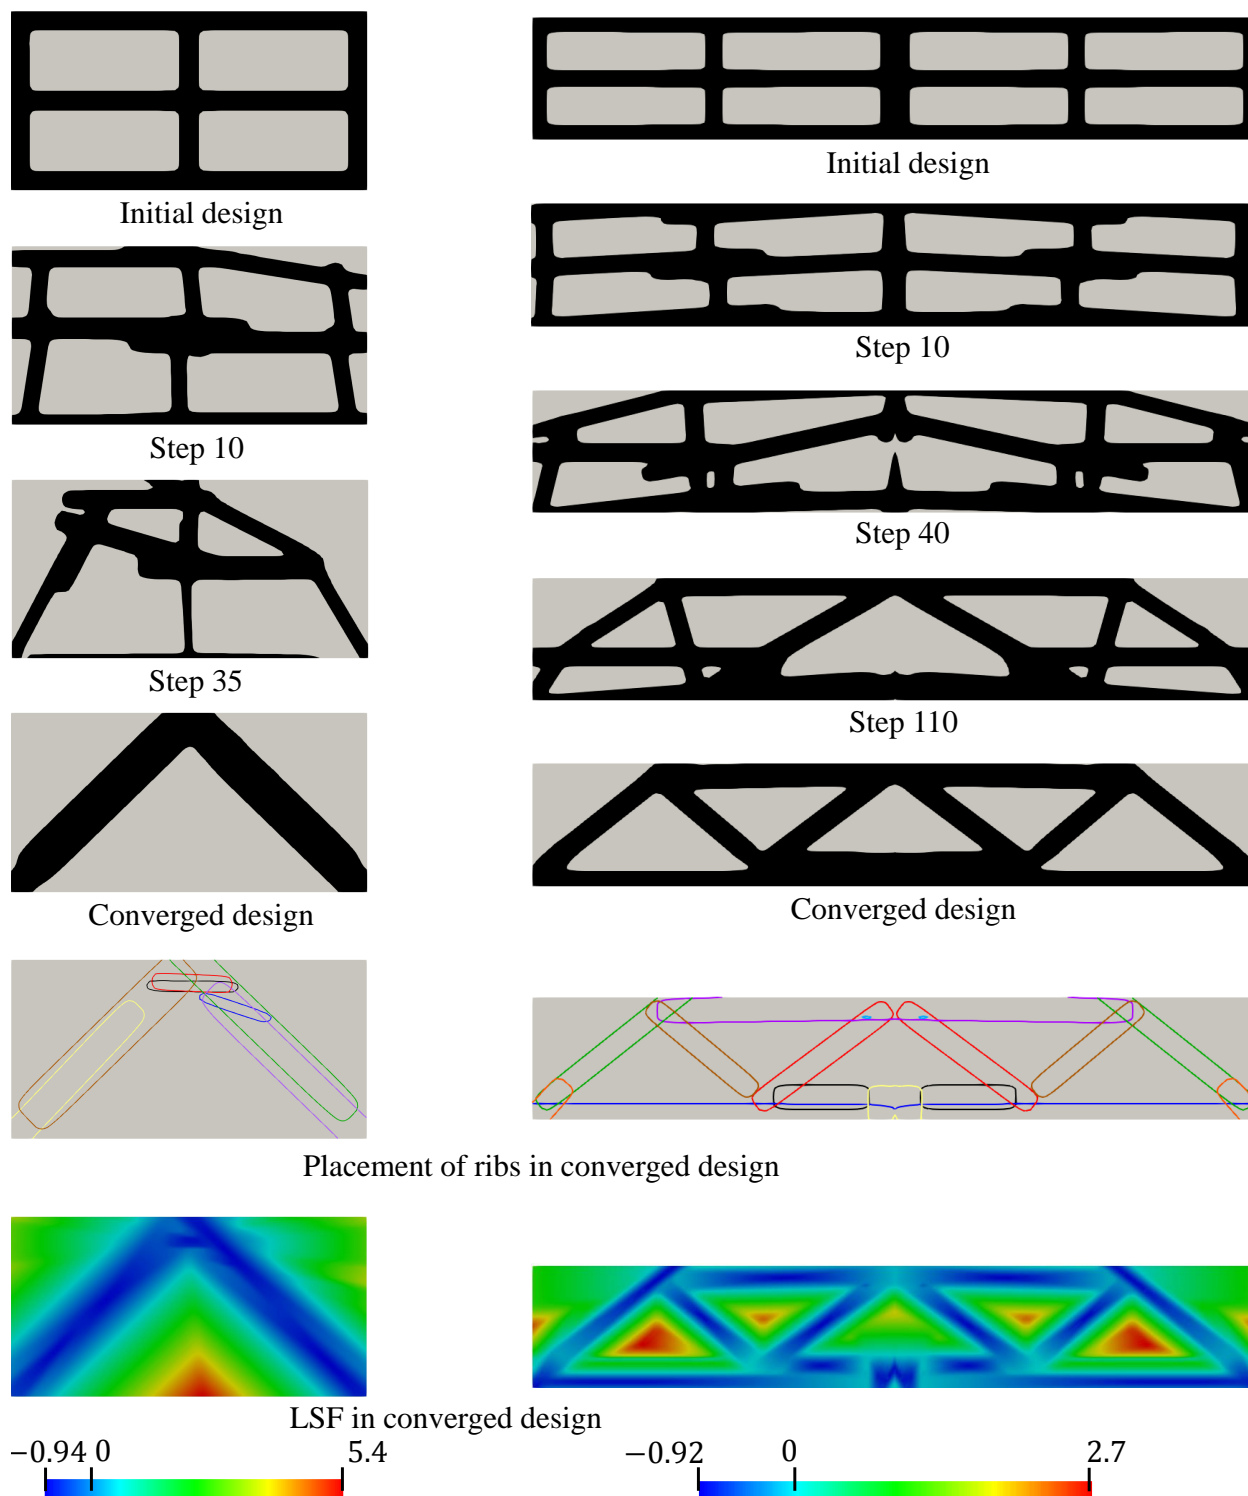 Initial design
Initial design
Step 10
Step 10
Step 40
Step 35
Step 110
Converged design
Converged design
Placement of ribs in converged design
LSF in converged design
−0.94 0 5.4
−0.92 0 2.7